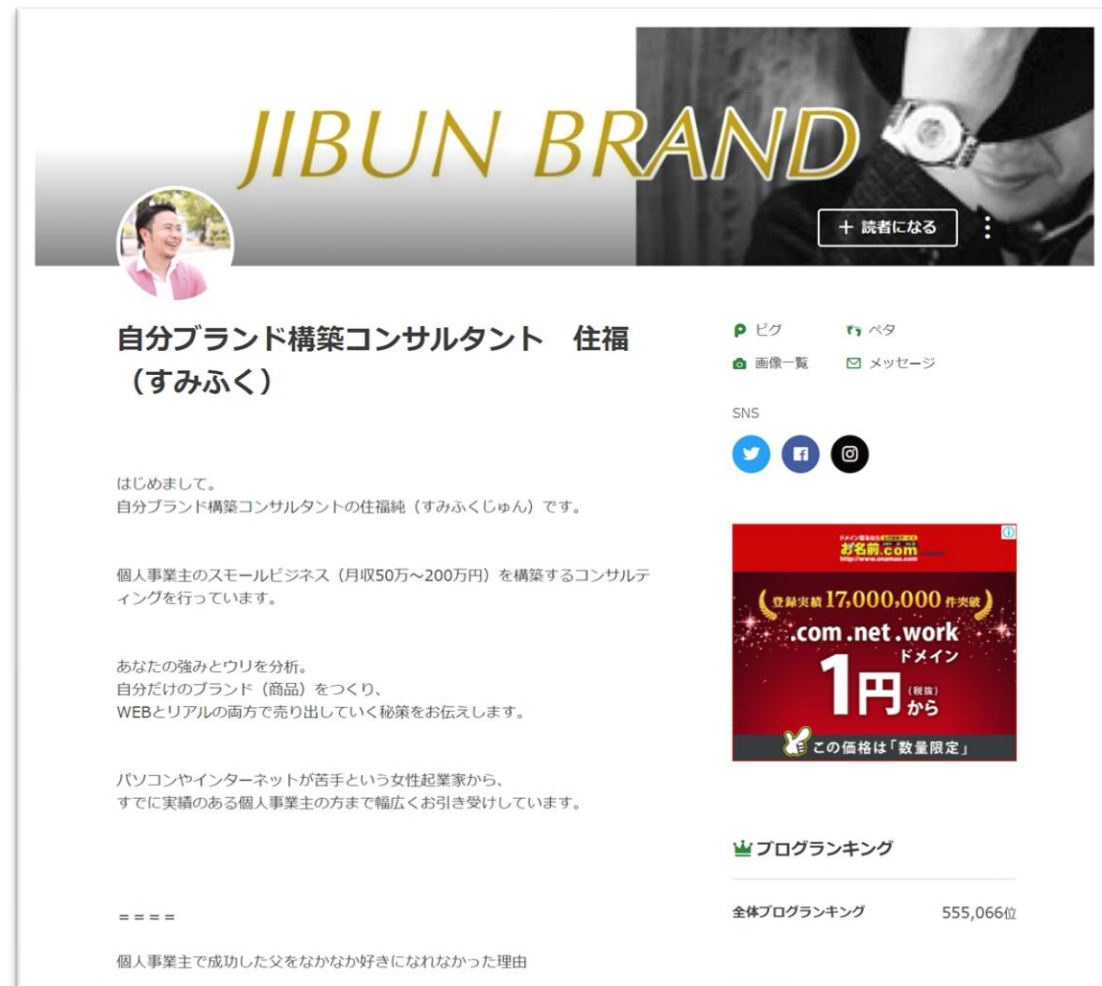 JIBUN BRAND
＋ 読者になる
自分ブランド構築コンサルタント　住福
（すみふく）
はじめまして。
自分ブランド構築コンサルタントの住福純（すみふくじゅん）です。
個人事業主のスモールビジネス（月収50万～200万円）を構築するコンサルテ
ィングを行っています。
あなたの強みとウリを分析。
自分だけのブランド（商品）をつくり、
WEBとリアルの両方で売り出していく秘策をお伝えします。
パソコンやインターネットが苦手という女性起業家から、
すでに実績のある個人事業主の方まで幅広くお引き受けしています。
＝＝＝＝
個人事業主で成功した父をなかなか好きになれなかった理由
ピグ
ペタ
画像一覧
メッセージ
SNS
お名前.com
http://www.onamae.com
登録実績 17,000,000 件突破
.com .net .work
ドメイン
1円
(税抜)
から
この価格は「数量限定」
ブログランキング
全体ブログランキング 555,066位